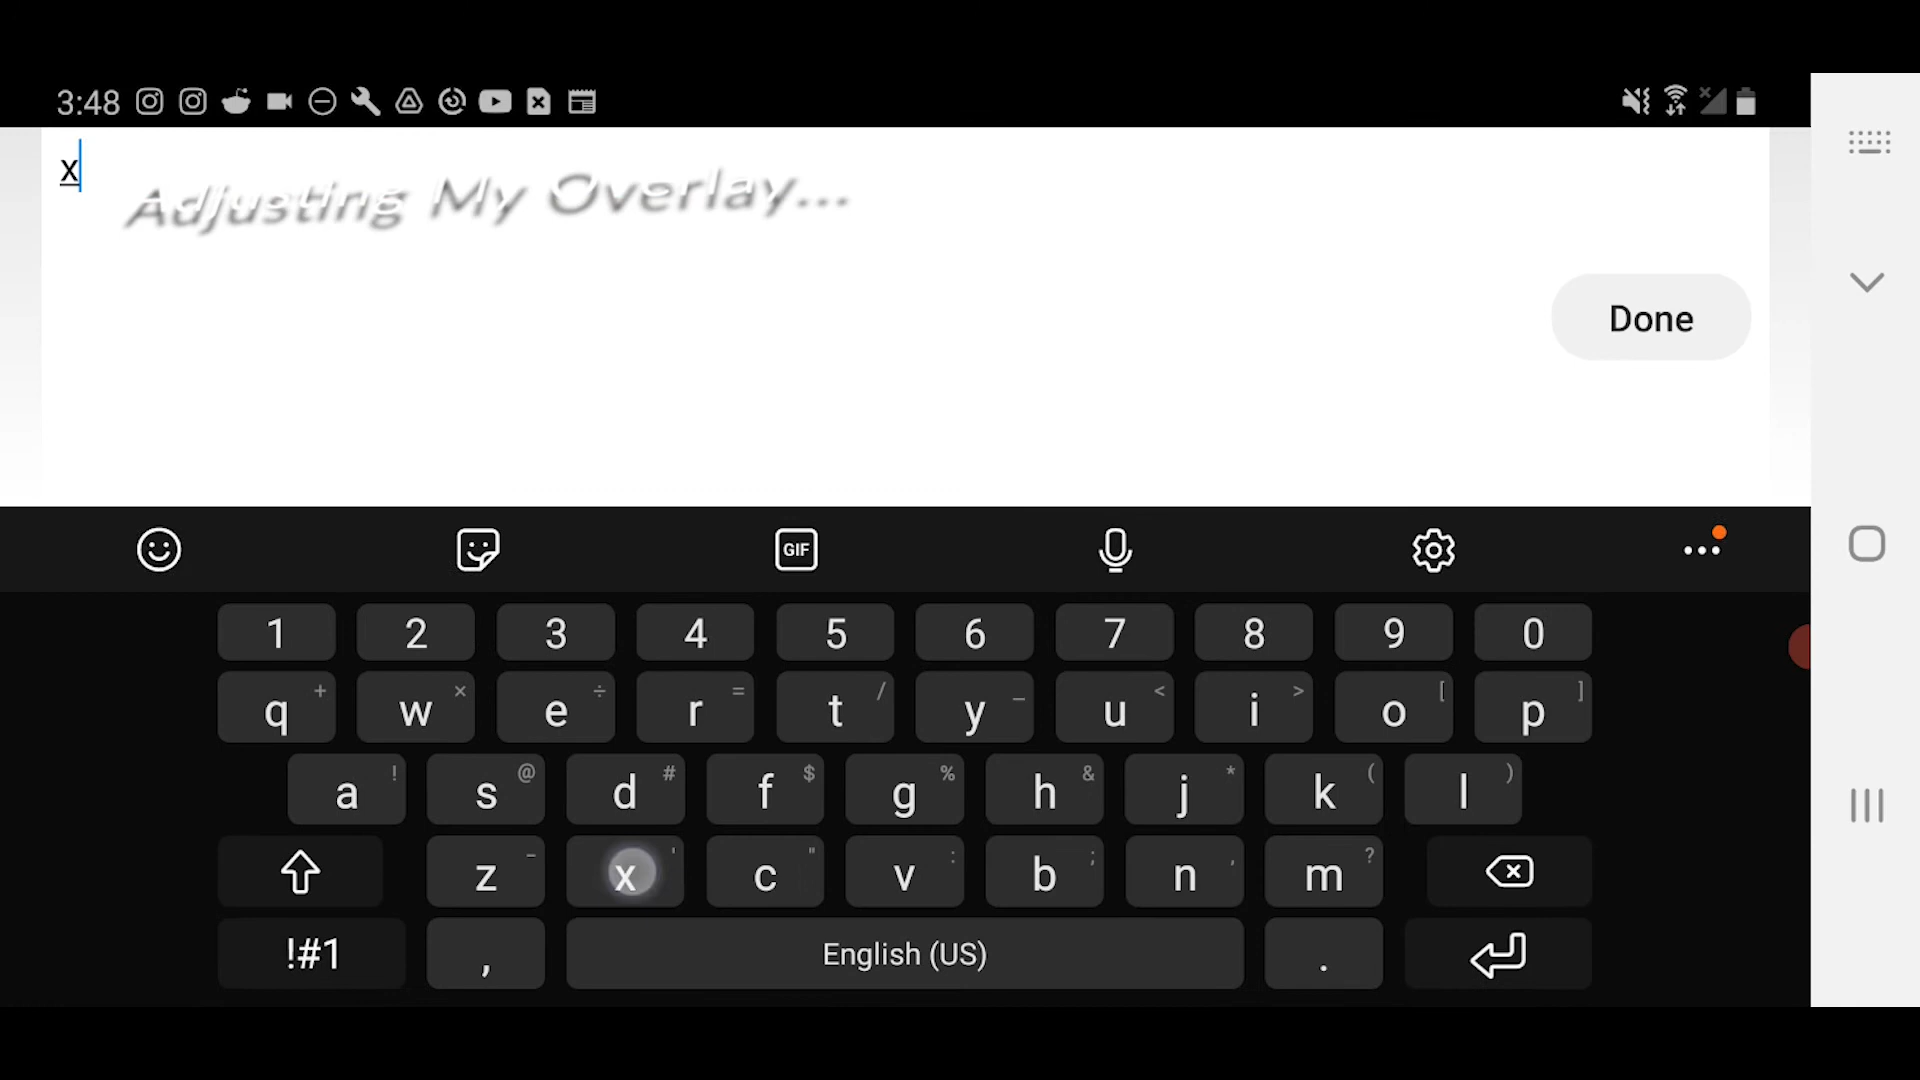 3:48
x
Adjusting My Overlay...
Done
GIF
1 2 3 4 5 6 7 8 9 0
q + w × e ÷ r = t / y _ u < i > o [ p ]
a ! s @ d # f $ g % h & j * k ( l )
z - x ' c " v : b ; n , m ?
!#1 , English (US) .